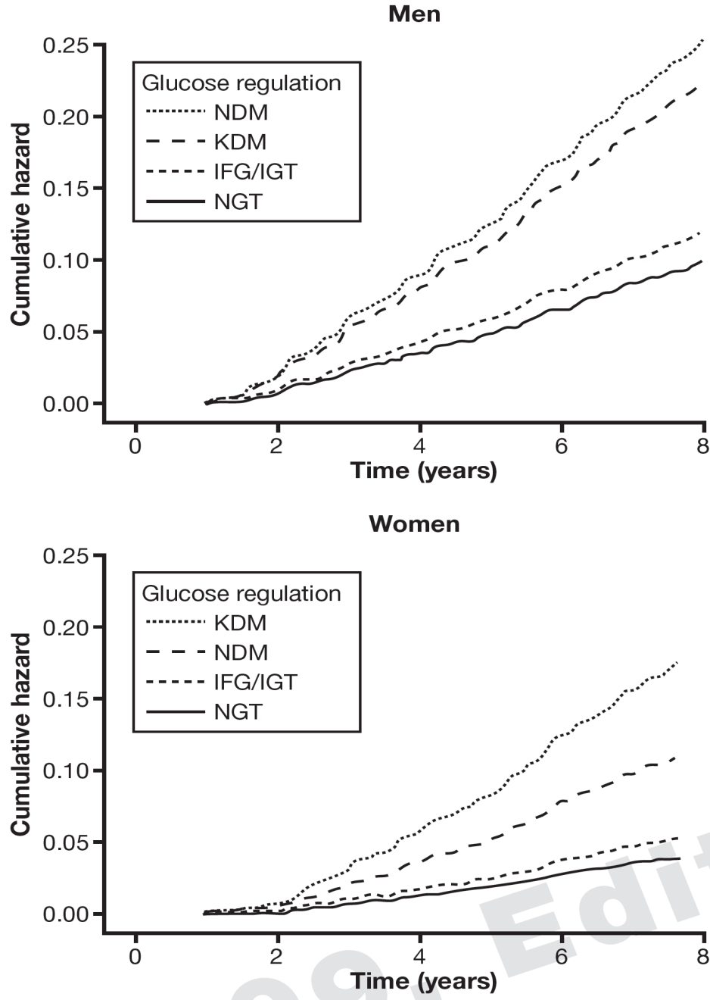 Men
Cumulative hazard
0.25
0.20
0.15
0.10
0.05
0.00
Glucose regulation
NDM
KDM
IFG/IGT
NGT
0 2 4 6 8
Time (years)
Women
Cumulative hazard
0.25
0.20
0.15
0.10
0.05
0.00
Glucose regulation
KDM
NDM
IFG/IGT
NGT
0 2 4 6 8
Time (years)
09, Edit